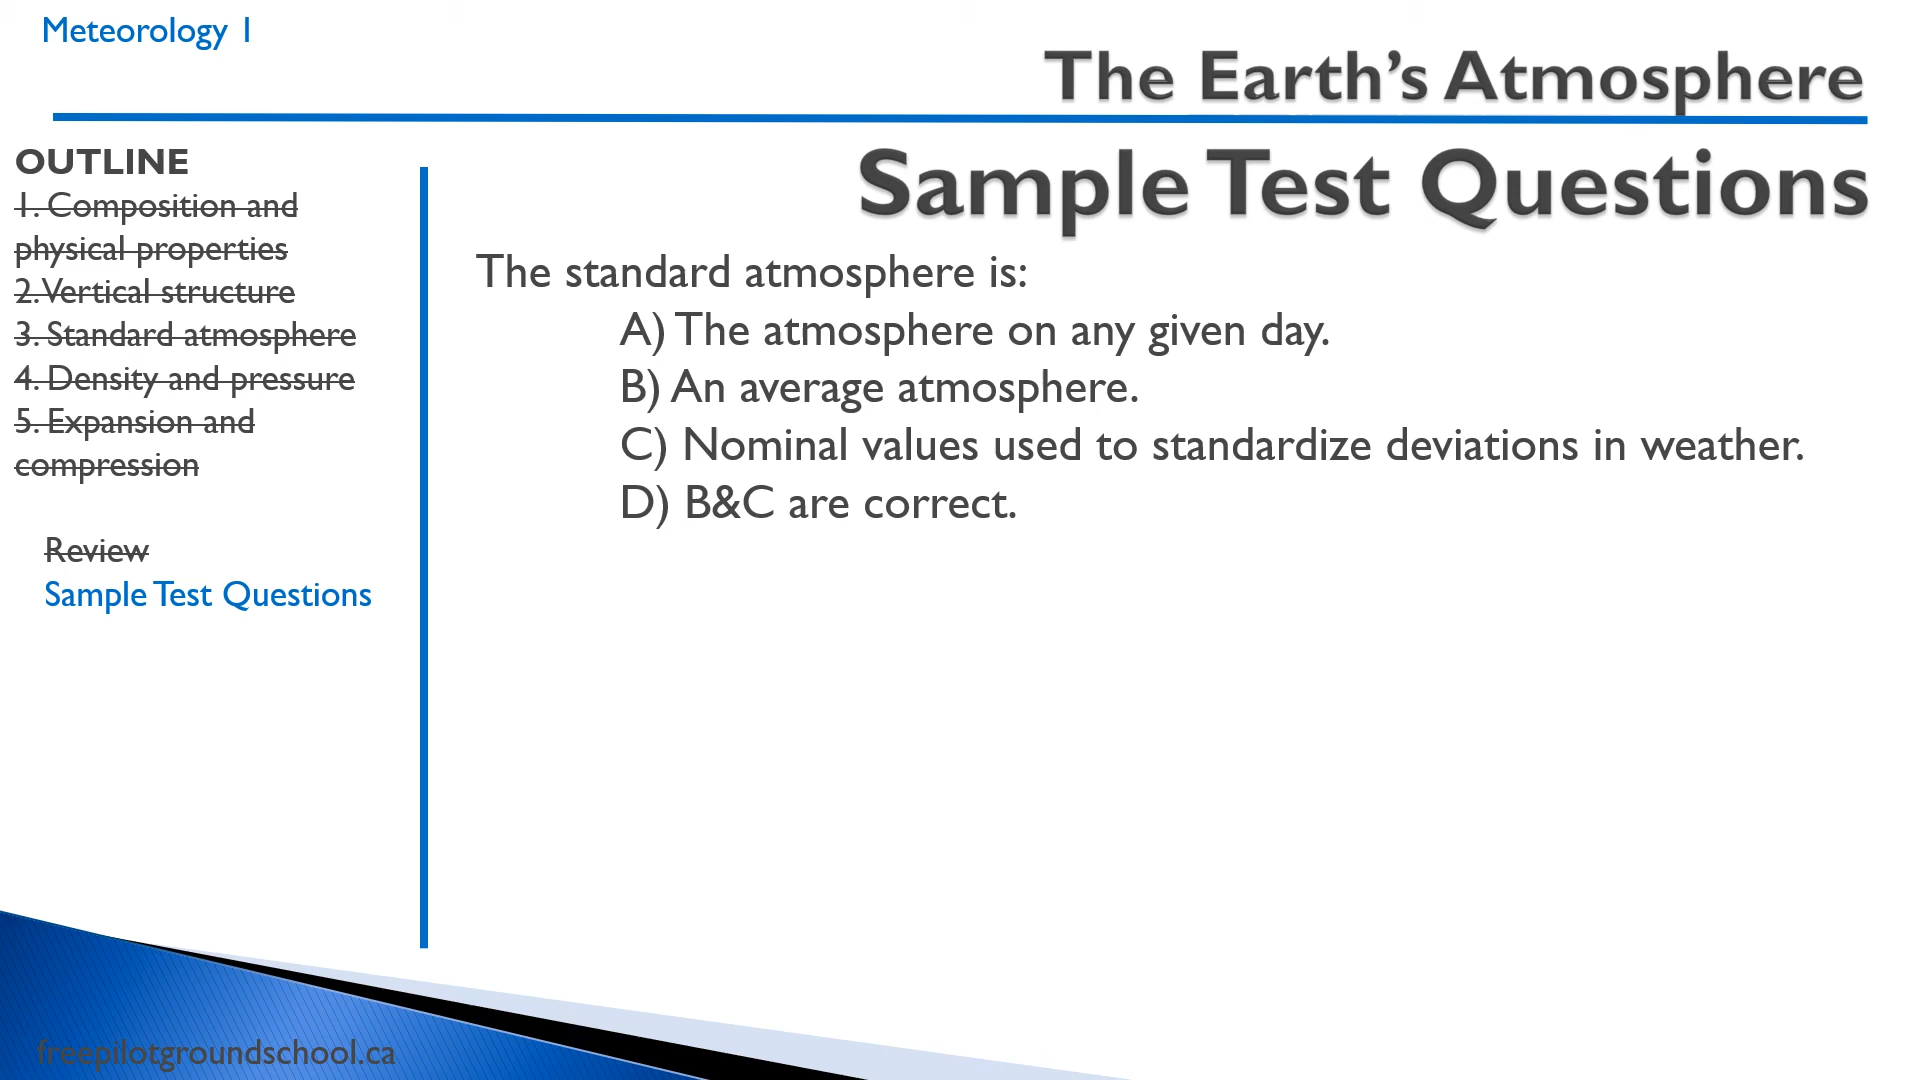 Meteorology 1
The Earth’s Atmosphere
OUTLINE
1. Composition and
physical properties
2. Vertical structure
3. Standard atmosphere
4. Density and pressure
5. Expansion and
compression
Review
Sample Test Questions
Sample Test Questions
The standard atmosphere is:
A) The atmosphere on any given day.
B) An average atmosphere.
C) Nominal values used to standardize deviations in weather.
D) B&C are correct.
freepilotgroundschool.ca